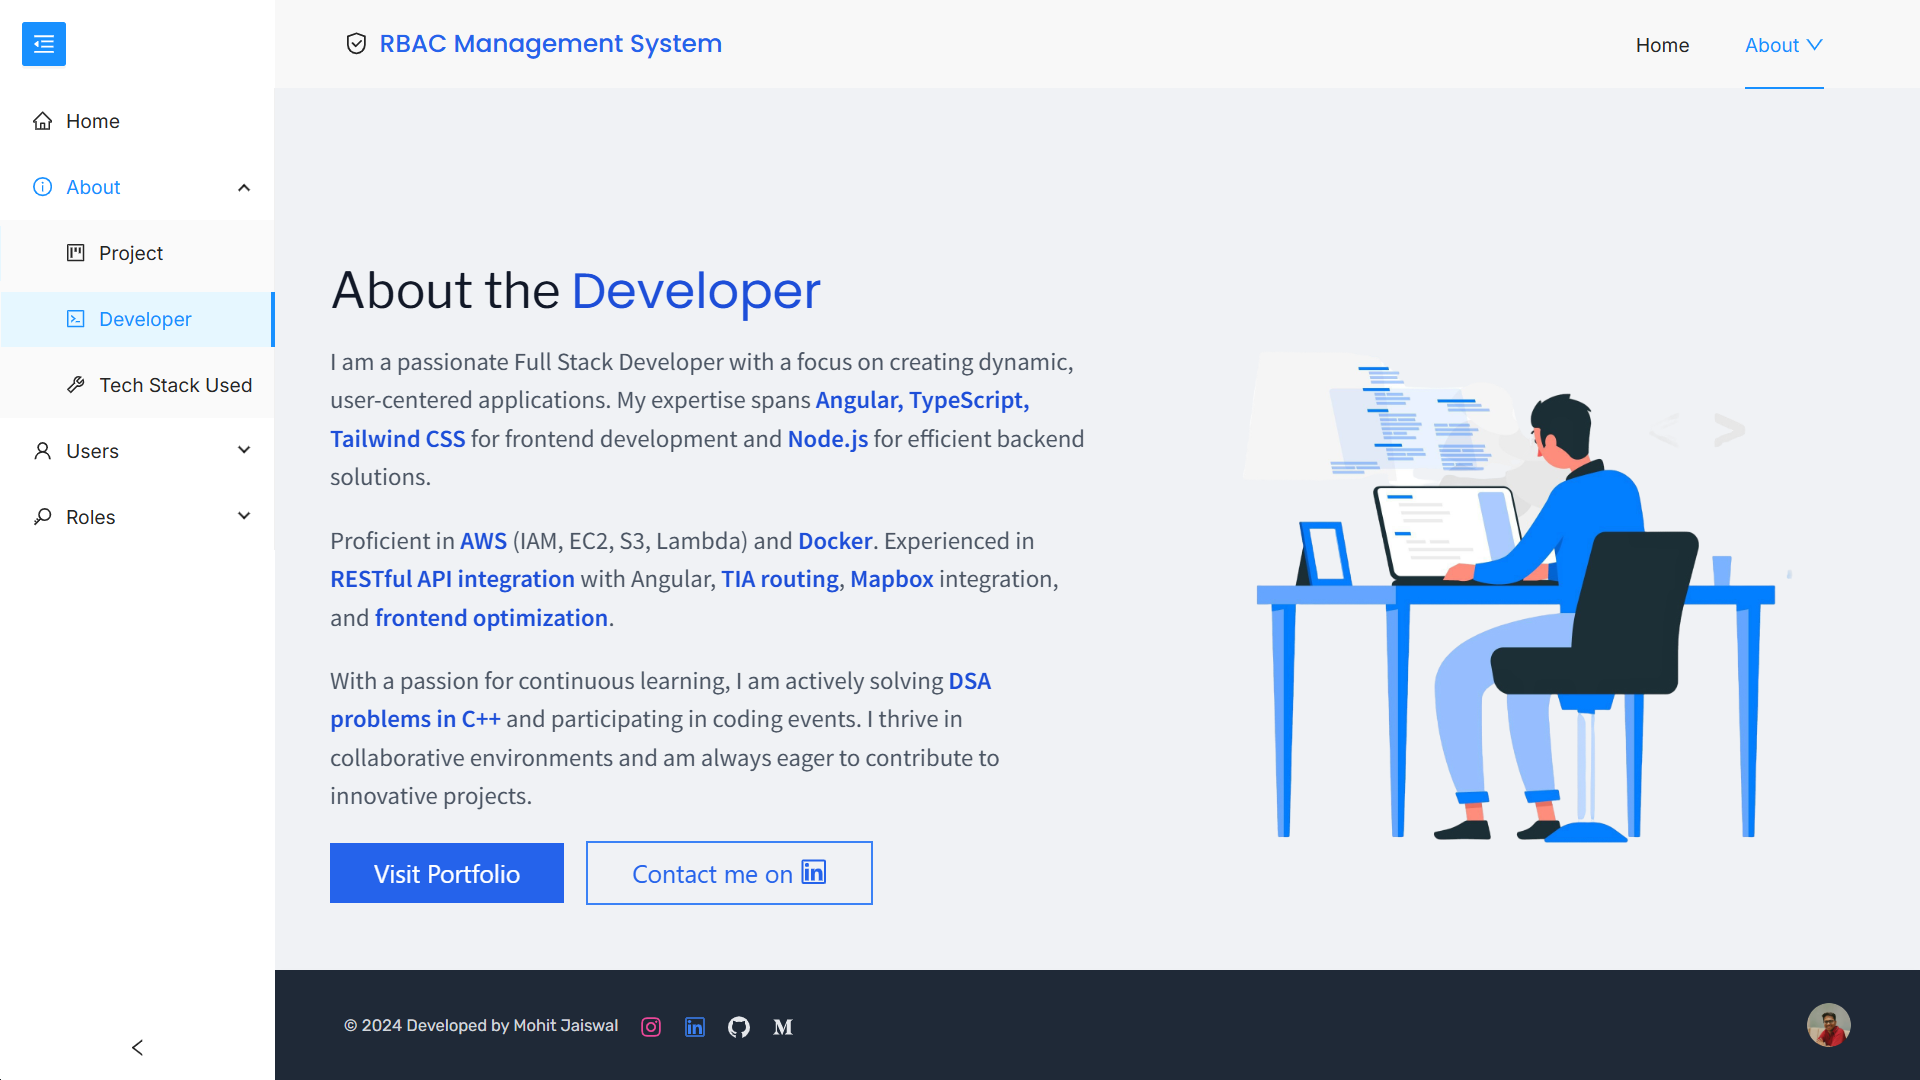 RBAC Management System
Home
About
Home
About
Project
Developer
Tech Stack Used
Users
Roles
About the Developer
I am a passionate Full Stack Developer with a focus on creating dynamic,
user-centered applications. My expertise spans Angular, TypeScript,
Tailwind CSS for frontend development and Node.js for efficient backend
solutions.
Proficient in AWS (IAM, EC2, S3, Lambda) and Docker. Experienced in
RESTful API integration with Angular, TIA routing, Mapbox integration,
and frontend optimization.
With a passion for continuous learning, I am actively solving DSA
problems in C++ and participating in coding events. I thrive in
collaborative environments and am always eager to contribute to
innovative projects.
Visit Portfolio
Contact me on
© 2024 Developed by Mohit Jaiswal